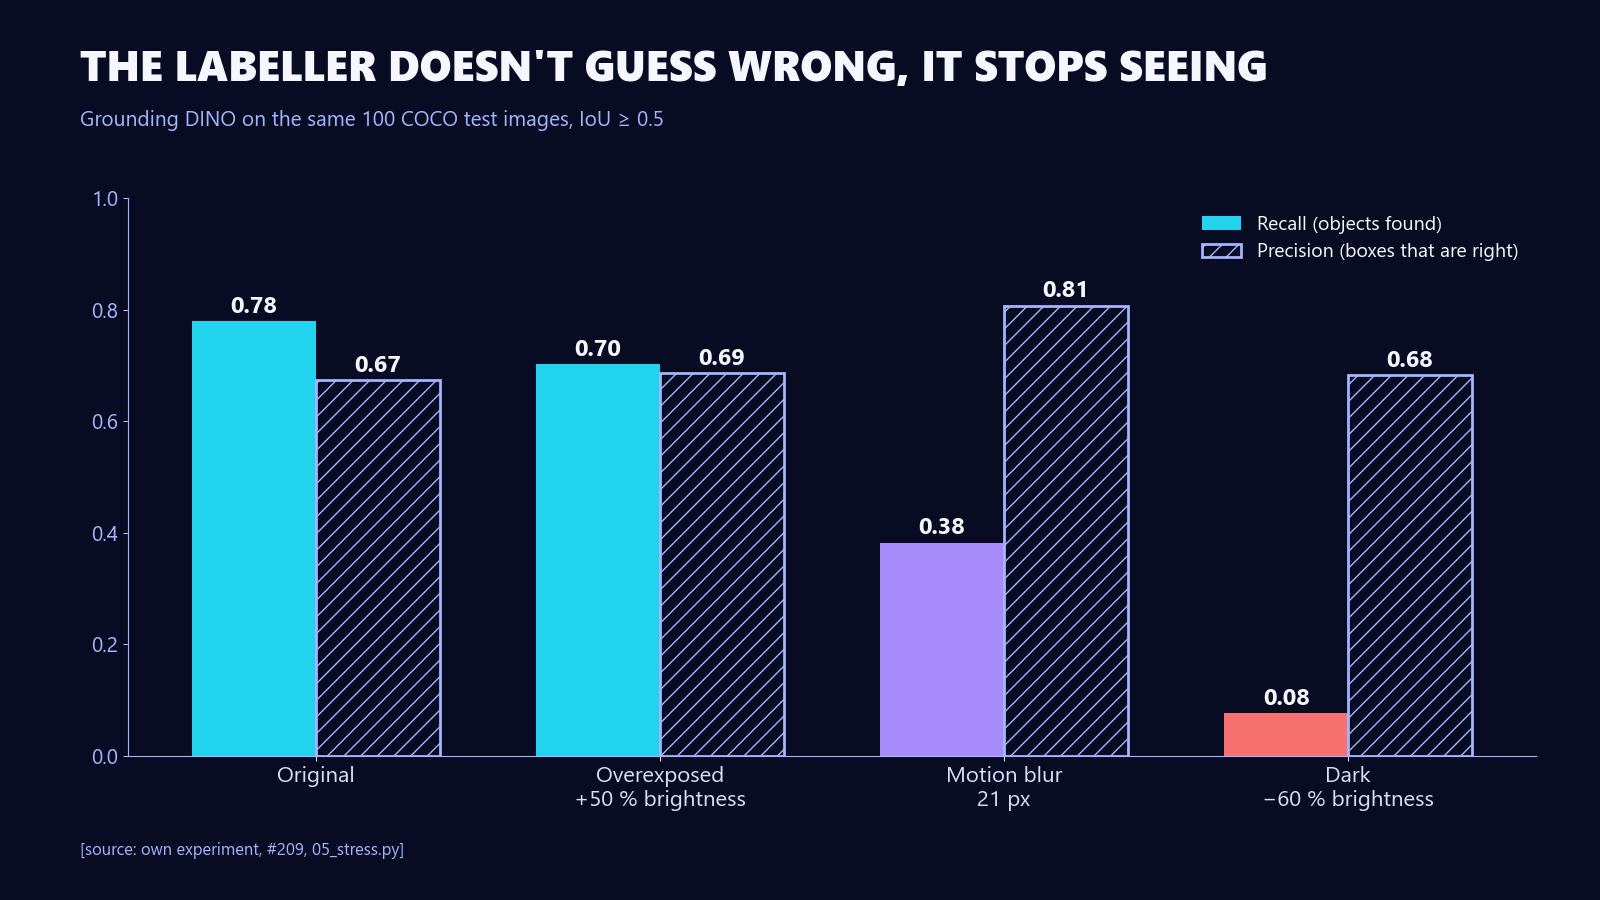 THE LABELLER DOESN'T GUESS WRONG, IT STOPS SEEING
Grounding DINO on the same 100 COCO test images, IoU ≥ 0.5
Recall (objects found)
Precision (boxes that are right)
1.0
0.8
0.6
0.4
0.2
0.0
0.78
0.67
0.70
0.69
0.38
0.81
0.08
0.68
Original
Overexposed
+50 % brightness
Motion blur
21 px
Dark
−60 % brightness
[source: own experiment, #209, 05_stress.py]